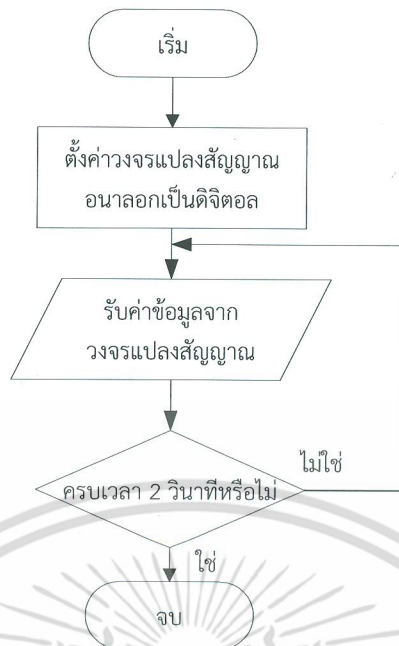 เริ่ม
ตั้งค่าวงจรแปลงสัญญาณ
อนาลอกเป็นดิจิตอล
รับค่าข้อมูลจาก
วงจรแปลงสัญญาณ
ไม่ใช่
ครบเวลา 2 วินาทีหรือไม่
ใช่
จบ